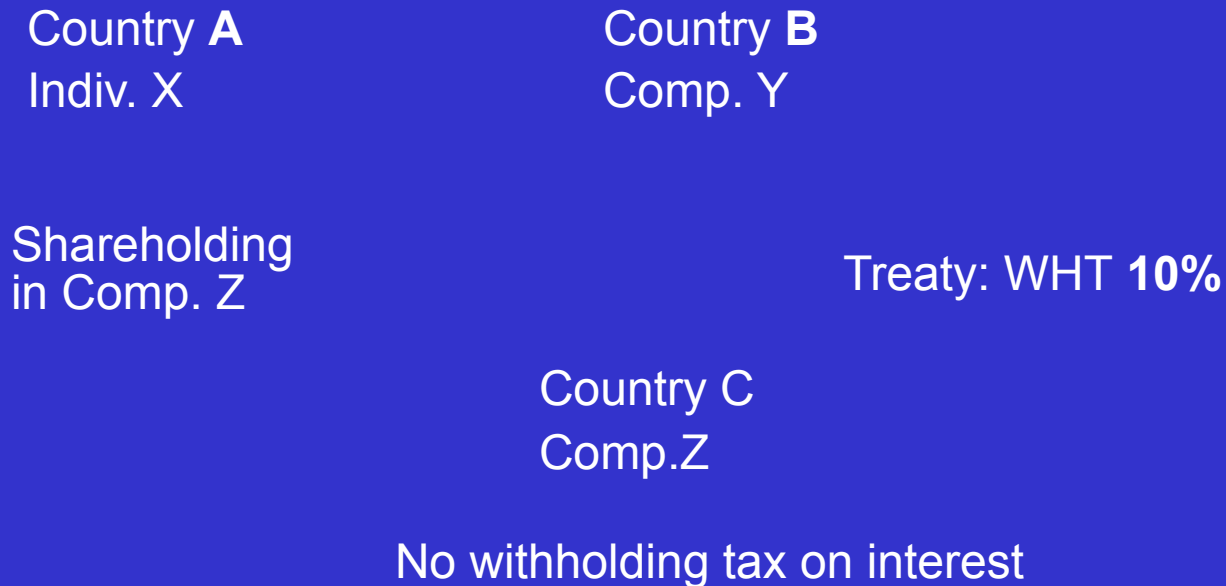 Country A
Indiv. X
Country B
Comp. Y
Shareholding
in Comp. Z
Treaty: WHT 10%
Country C
Comp.Z
No withholding tax on interest